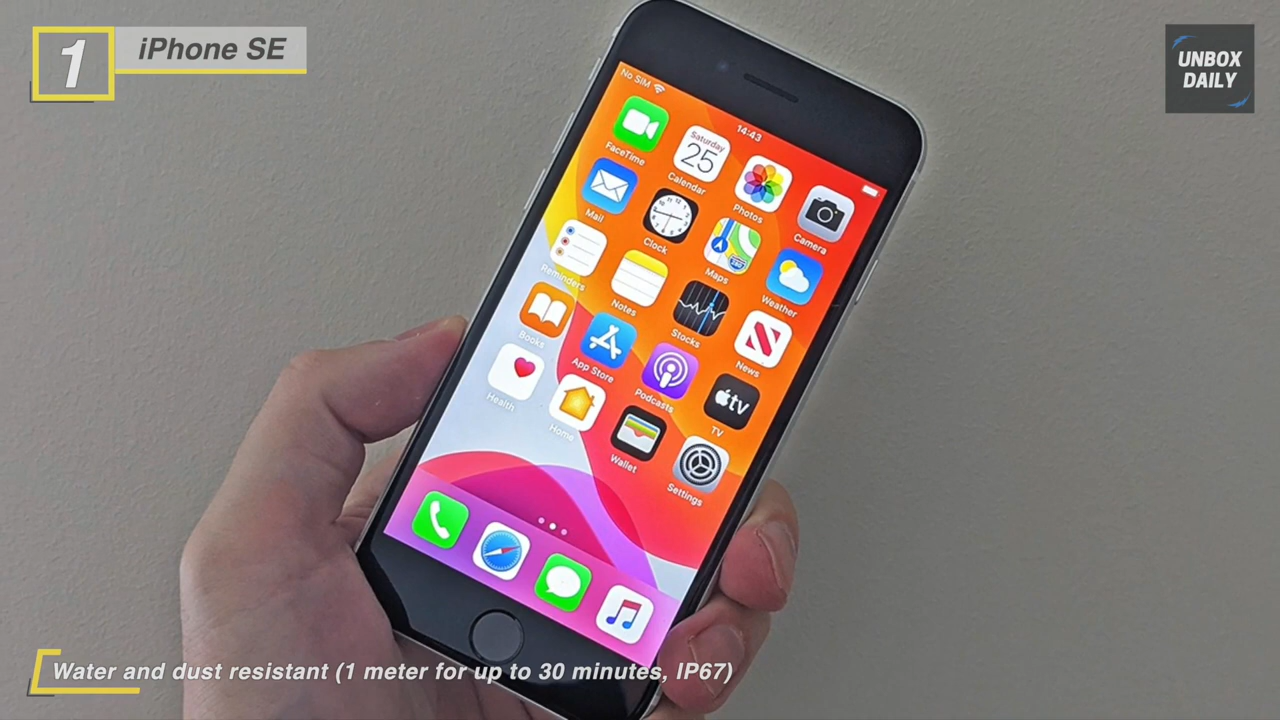 1
iPhone SE
UNBOX
DAILY
No SIM
14:43
FaceTime
Saturday
25
Calendar
Photos
Camera
Mail
Clock
Maps
Weather
Reminders
Notes
Stocks
News
Books
App Store
Podcasts
tv
TV
Health
Home
Wallet
Settings
Water and dust resistant (1 meter for up to 30 minutes, IP67)